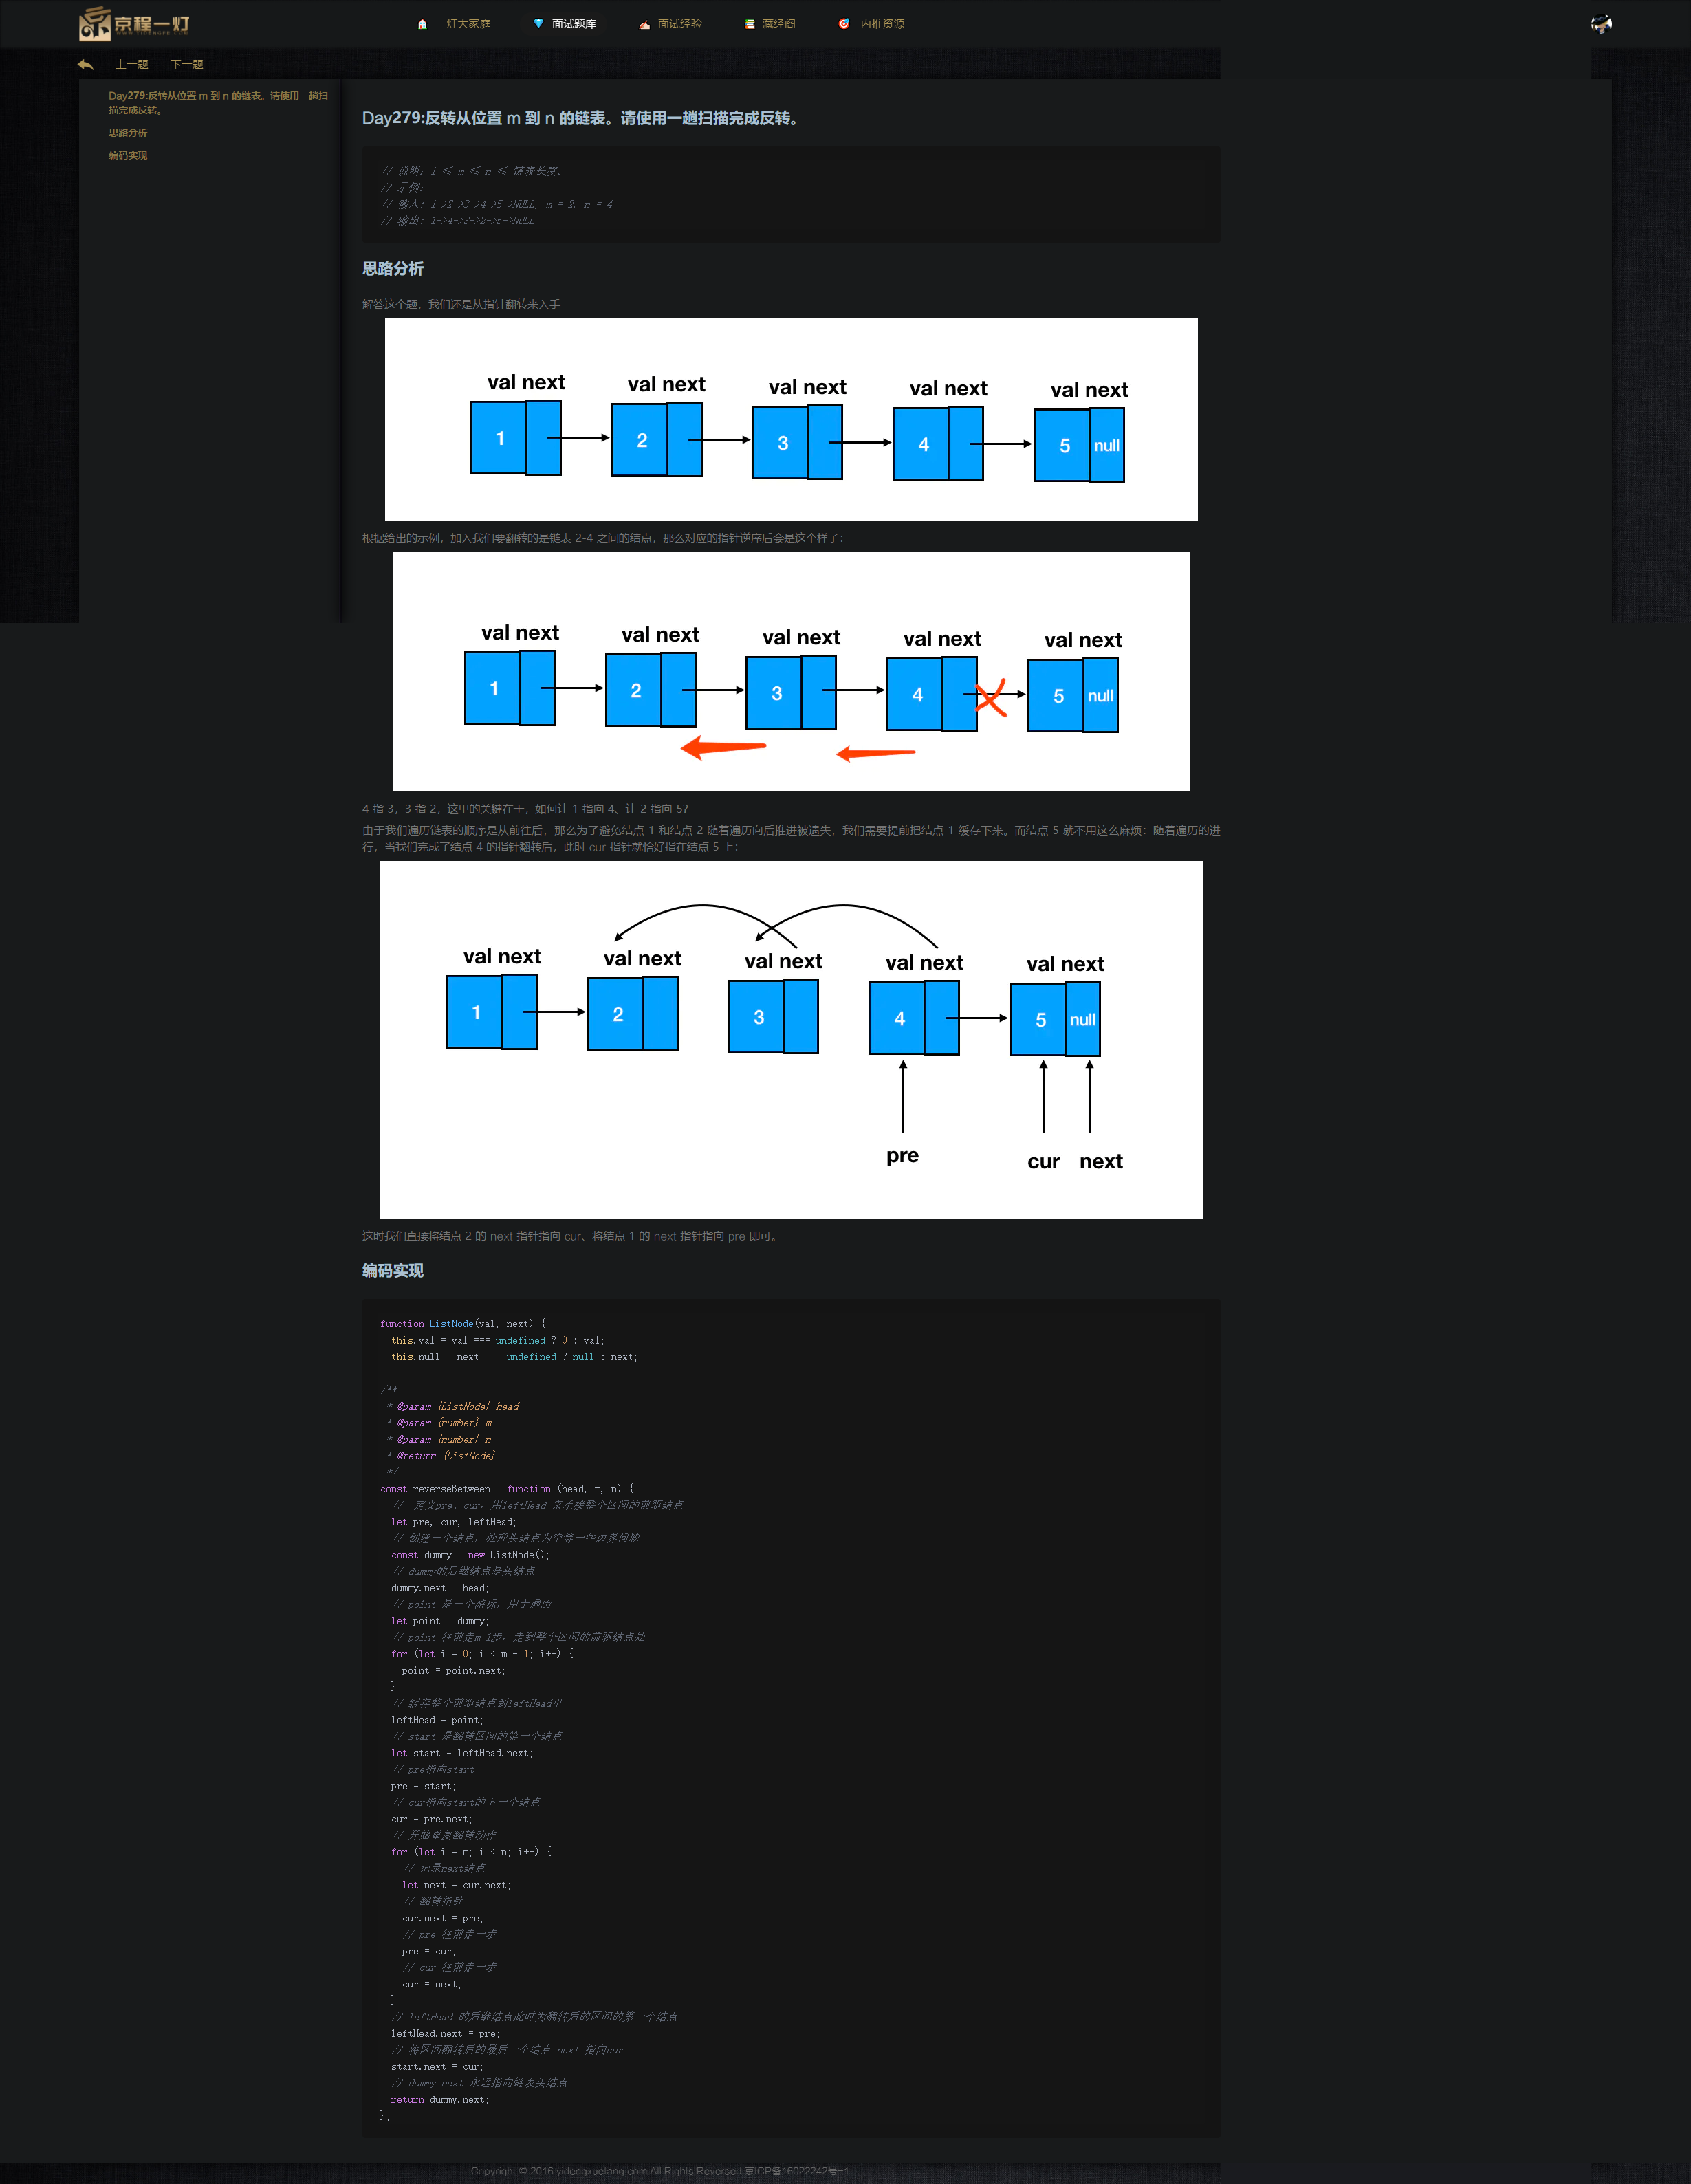 京程一灯
WWW.YIDENGFE.COM
一灯大家庭
面试题库
面试经验
藏经阁
内推资源
上一题
下一题
Day279:反转从位置 m 到 n 的链表。请使用一趟扫
描完成反转。
思路分析
编码实现
Day279:反转从位置 m 到 n 的链表。请使用一趟扫描完成反转。
// 说明: 1 ≤ m ≤ n ≤ 链表长度。
// 示例:
// 输入: 1->2->3->4->5->NULL, m = 2, n = 4
// 输出: 1->4->3->2->5->NULL
思路分析
解答这个题，我们还是从指针翻转来入手
val next val next val next val next val next
1 2 3 4 5 null
根据给出的示例，加入我们要翻转的是链表 2-4 之间的结点，那么对应的指针逆序后会是这个样子：
val next val next val next val next val next
1 2 3 4 5 null
4 指 3，3 指 2，这里的关键在于，如何让 1 指向 4、让 2 指向 5?
由于我们遍历链表的顺序是从前往后，那么为了避免结点 1 和结点 2 随着遍历向后推进被遗失，我们需要提前把结点 1 缓存下来。而结点 5 就不用这么麻烦：随着遍历的进
行，当我们完成了结点 4 的指针翻转后，此时 cur 指针就恰好指在结点 5 上：
val next val next val next val next val next
1 2 3 4 5 null
pre cur next
这时我们直接将结点 2 的 next 指针指向 cur、将结点 1 的 next 指针指向 pre 即可。
编码实现
function ListNode(val, next) {
  this.val = val === undefined ? 0 : val;
  this.null = next === undefined ? null : next;
}
/**
 * @param {ListNode} head
 * @param {number} m
 * @param {number} n
 * @return {ListNode}
 */
const reverseBetween = function (head, m, n) {
  //  定义pre、cur，用leftHead 来承接整个区间的前驱结点
  let pre, cur, leftHead;
  // 创建一个结点，处理头结点为空等一些边界问题
  const dummy = new ListNode();
  // dummy的后继结点是头结点
  dummy.next = head;
  // point 是一个游标，用于遍历
  let point = dummy;
  // point 往前走m-1步，走到整个区间的前驱结点处
  for (let i = 0; i < m - 1; i++) {
    point = point.next;
  }
  // 缓存整个前驱结点到leftHead里
  leftHead = point;
  // start 是翻转区间的第一个结点
  let start = leftHead.next;
  // pre指向start
  pre = start;
  // cur指向start的下一个结点
  cur = pre.next;
  // 开始重复翻转动作
  for (let i = m; i < n; i++) {
    // 记录next结点
    let next = cur.next;
    // 翻转指针
    cur.next = pre;
    // pre 往前走一步
    pre = cur;
    // cur 往前走一步
    cur = next;
  }
  // leftHead 的后继结点此时为翻转后的区间的第一个结点
  leftHead.next = pre;
  // 将区间翻转后的最后一个结点 next 指向cur
  start.next = cur;
  // dummy.next 永远指向链表头结点
  return dummy.next;
};
Copyright © 2016 yidengxuetang.com All Rights Reversed.京ICP备16022242号-1